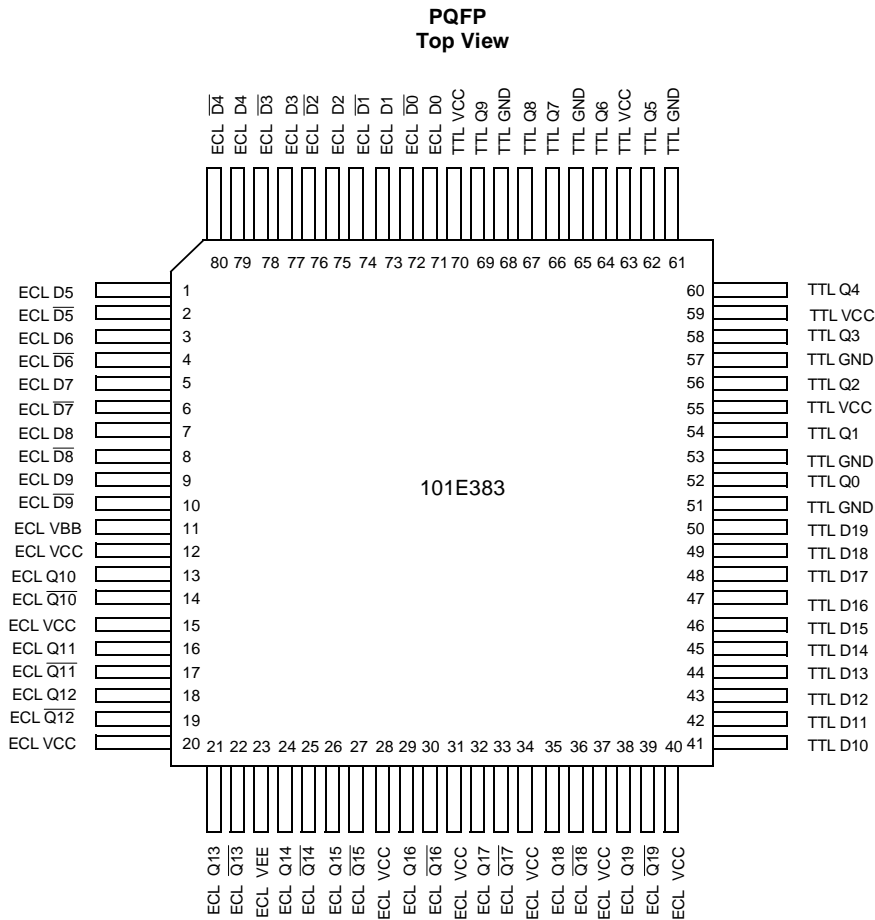 PQFP
Top View
ECL D̅4̅
ECL D4
ECL D̅3̅
ECL D3
ECL D̅2̅
ECL D2
ECL D̅1̅
ECL D1
ECL D̅0̅
ECL D0
TTL VCC
TTL Q9
TTL GND
TTL Q8
TTL Q7
TTL GND
TTL Q6
TTL VCC
TTL Q5
TTL GND
80 79 78 77 76 75 74 73 72 71 70 69 68 67 66 65 64 63 62 61
ECL D5 1 60 TTL Q4
ECL D̅5̅ 2 59 TTL VCC
ECL D6 3 58 TTL Q3
ECL D̅6̅ 4 57 TTL GND
ECL D7 5 56 TTL Q2
ECL D̅7̅ 6 55 TTL VCC
ECL D8 7 54 TTL Q1
ECL D̅8̅ 8 53 TTL GND
ECL D9 9 52 TTL Q0
101E383
ECL D̅9̅ 10 51 TTL GND
ECL VBB 11 50 TTL D19
ECL VCC 12 49 TTL D18
ECL Q10 13 48 TTL D17
ECL Q̅1̅0̅ 14 47 TTL D16
ECL VCC 15 46 TTL D15
ECL Q11 16 45 TTL D14
ECL Q̅1̅1̅ 17 44 TTL D13
ECL Q12 18 43 TTL D12
ECL Q̅1̅2̅ 19 42 TTL D11
ECL VCC 20 41 TTL D10
21 22 23 24 25 26 27 28 29 30 31 32 33 34 35 36 37 38 39 40
ECL Q13
ECL Q̅1̅3̅
ECL VEE
ECL Q14
ECL Q̅1̅4̅
ECL Q15
ECL Q̅1̅5̅
ECL VCC
ECL Q16
ECL Q̅1̅6̅
ECL VCC
ECL Q17
ECL Q̅1̅7̅
ECL VCC
ECL Q18
ECL Q̅1̅8̅
ECL VCC
ECL Q19
ECL Q̅1̅9̅
ECL VCC